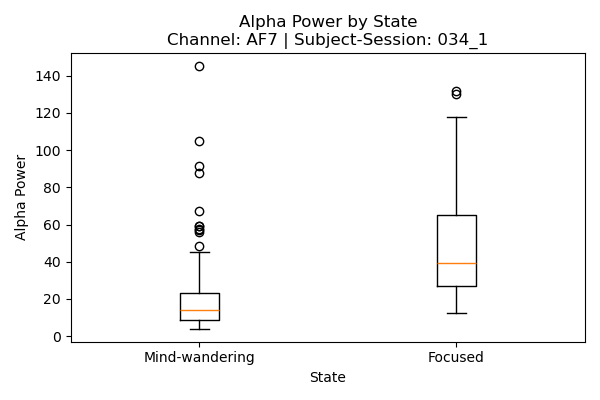 Alpha Power by State
Channel: AF7 | Subject-Session: 034_1
140
120
100
80
60
40
20
0
Alpha Power
Mind-wandering
Focused
State